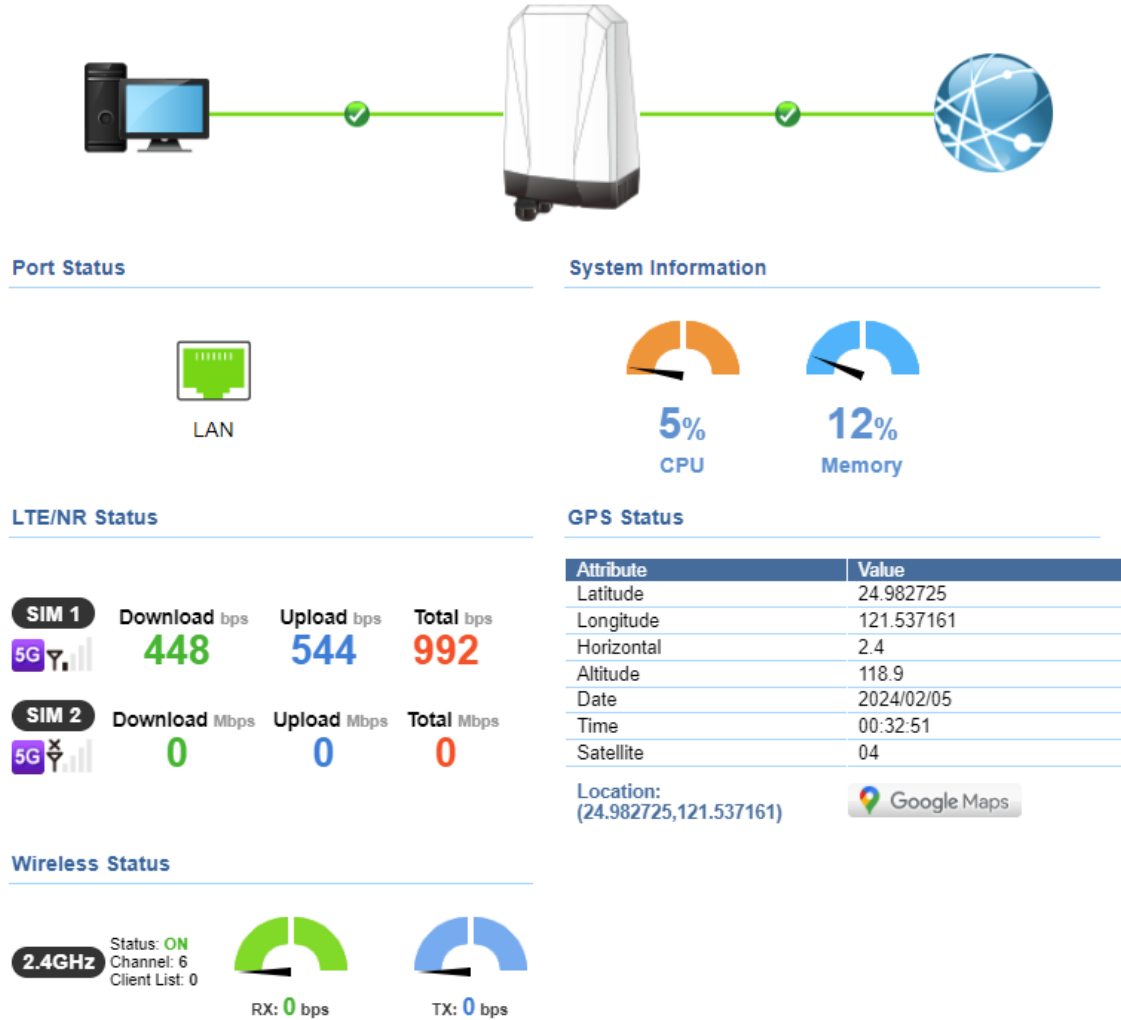 Port Status
LAN
System Information
5%
CPU
12%
Memory
LTE/NR Status
SIM 1
5G
Download bps
448
Upload bps
544
Total bps
992
SIM 2
5G
Download Mbps
0
Upload Mbps
0
Total Mbps
0
GPS Status
Attribute Value
Latitude 24.982725
Longitude 121.537161
Horizontal 2.4
Altitude 118.9
Date 2024/02/05
Time 00:32:51
Satellite 04
Location:
(24.982725,121.537161)
Google Maps
Wireless Status
2.4GHz
Status: ON
Channel: 6
Client List: 0
RX: 0 bps
TX: 0 bps